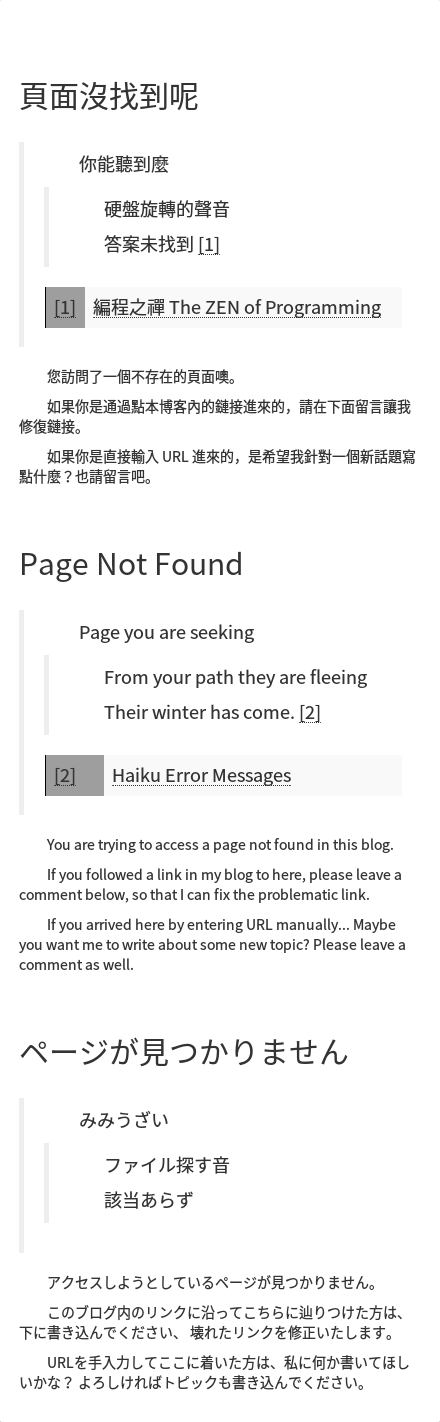 頁面沒找到呢
你能聽到麼
硬盤旋轉的聲音
答案未找到 [1]
[1] 編程之禪 The ZEN of Programming
您訪問了一個不存在的頁面噢。
如果你是通過點本博客內的鏈接進來的，請在下面留言讓我
修復鏈接。
如果你是直接輸入 URL 進來的，是希望我針對一個新話題寫
點什麼？也請留言吧。
Page Not Found
Page you are seeking
From your path they are fleeing
Their winter has come. [2]
[2] Haiku Error Messages
You are trying to access a page not found in this blog.
If you followed a link in my blog to here, please leave a
comment below, so that I can fix the problematic link.
If you arrived here by entering URL manually... Maybe
you want me to write about some new topic? Please leave a
comment as well.
ページが見つかりません
みみうざい
ファイル探す音
該当あらず
アクセスしようとしているページが見つかりません。
このブログ内のリンクに沿ってこちらに辿りつけた方は、
下に書き込んでください、 壊れたリンクを修正いたします。
URLを手入力してここに着いた方は、私に何か書いてほし
いかな？ よろしければトピックも書き込んでください。